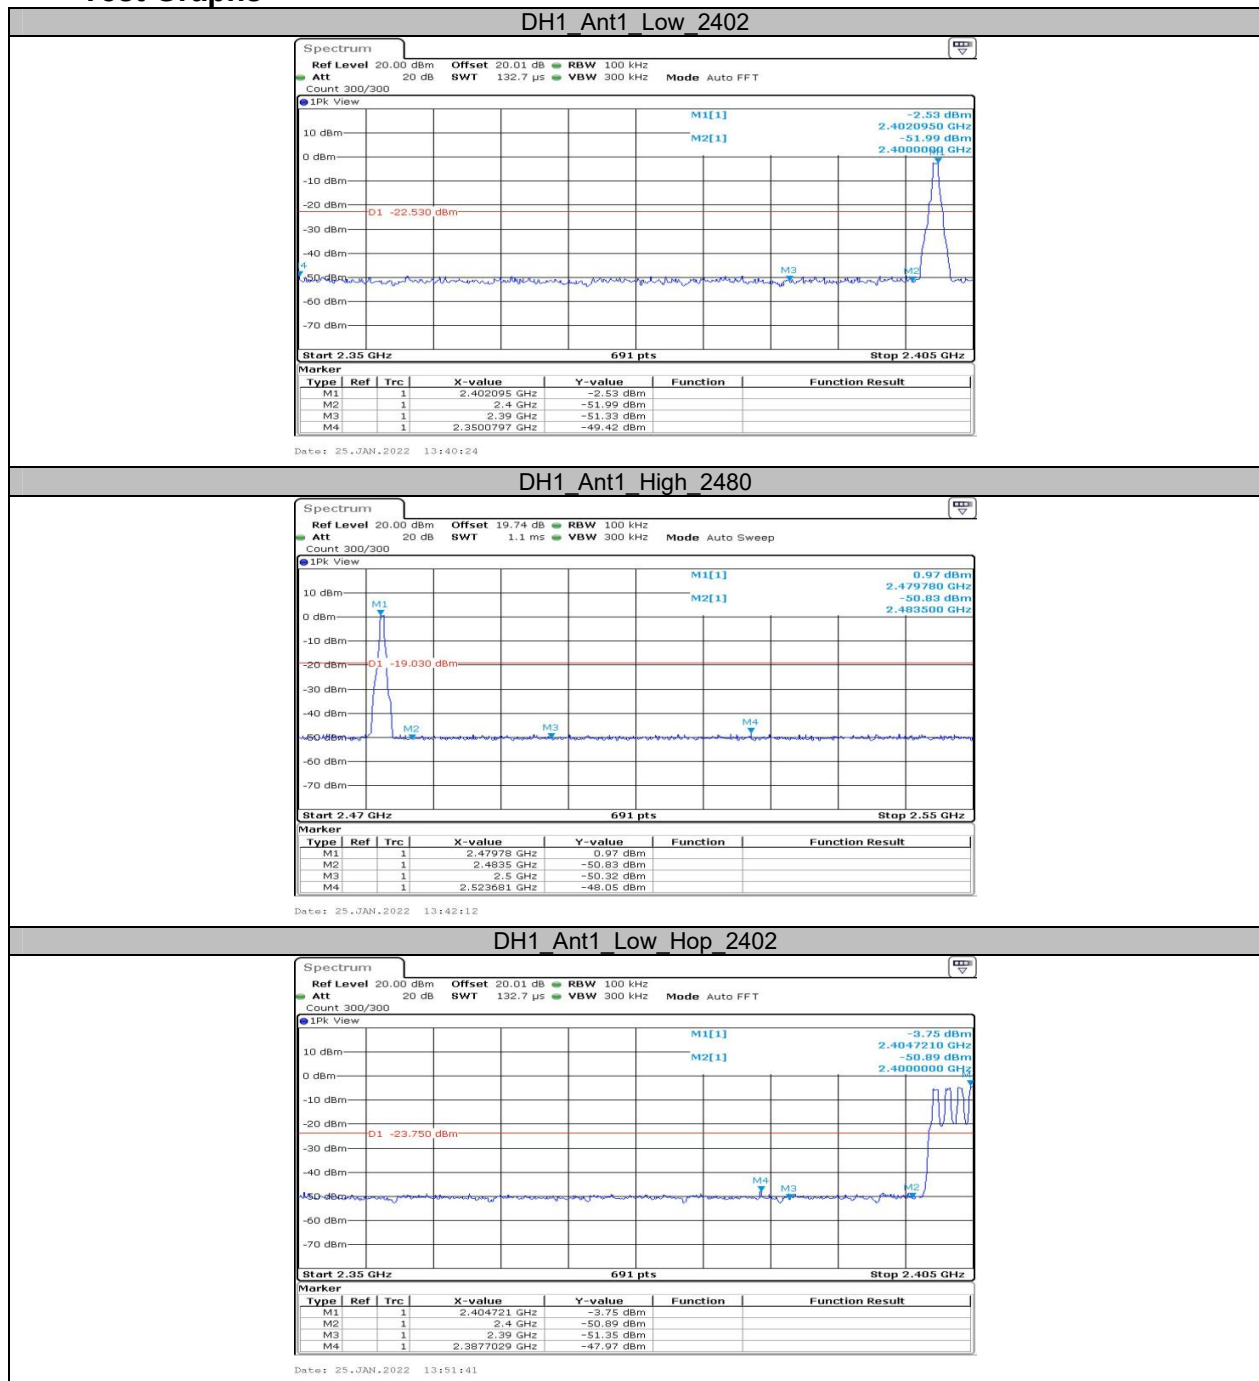 DH1_Ant1_Low_2402
Spectrum
Ref Level 20.00 dBm Offset 20.01 dB RBW 100 kHz
Att 20 dB SWT 132.7 µs VBW 300 kHz Mode Auto FFT
Count 300/300
1Pk View
M1[1] -2.53 dBm
2.4020950 GHz
10 dBm
M2[1] -51.99 dBm
2.4000000 GHz
0 dBm
M1
-10 dBm
-20 dBm
D1 -22.530 dBm
-30 dBm
-40 dBm
M3
M2
-50 dBm
-60 dBm
-70 dBm
Start 2.35 GHz 691 pts Stop 2.405 GHz
Marker
Type Ref Trc X-value Y-value Function Function Result
M1 1 2.402095 GHz -2.53 dBm
M2 1 2.4 GHz -51.99 dBm
M3 1 2.39 GHz -51.33 dBm
M4 1 2.3500797 GHz -49.42 dBm
Date: 25.JAN.2022 13:40:24
DH1_Ant1_High_2480
Spectrum
Ref Level 20.00 dBm Offset 19.74 dB RBW 100 kHz
Att 20 dB SWT 1.1 ms VBW 300 kHz Mode Auto Sweep
Count 300/300
1Pk View
M1[1] 0.97 dBm
2.479780 GHz
10 dBm
M2[1] -50.83 dBm
2.483500 GHz
M1
0 dBm
-10 dBm
-20 dBm
D1 -19.030 dBm
-30 dBm
-40 dBm
M2
M3
M4
-50 dBm
-60 dBm
-70 dBm
Start 2.47 GHz 691 pts Stop 2.55 GHz
Marker
Type Ref Trc X-value Y-value Function Function Result
M1 1 2.47978 GHz 0.97 dBm
M2 1 2.4835 GHz -50.83 dBm
M3 1 2.5 GHz -50.32 dBm
M4 1 2.523681 GHz -48.05 dBm
Date: 25.JAN.2022 13:42:12
DH1_Ant1_Low_Hop_2402
Spectrum
Ref Level 20.00 dBm Offset 20.01 dB RBW 100 kHz
Att 20 dB SWT 132.7 µs VBW 300 kHz Mode Auto FFT
Count 300/300
1Pk View
M1[1] -3.75 dBm
2.4047210 GHz
10 dBm
M2[1] -50.89 dBm
2.4000000 GHz
0 dBm
-10 dBm
-20 dBm
D1 -23.750 dBm
-30 dBm
-40 dBm
M4
M3
M2
-50 dBm
-60 dBm
-70 dBm
Start 2.35 GHz 691 pts Stop 2.405 GHz
Marker
Type Ref Trc X-value Y-value Function Function Result
M1 1 2.404721 GHz -3.75 dBm
M2 1 2.4 GHz -50.89 dBm
M3 1 2.39 GHz -51.35 dBm
M4 1 2.3877029 GHz -47.97 dBm
Date: 25.JAN.2022 13:51:41